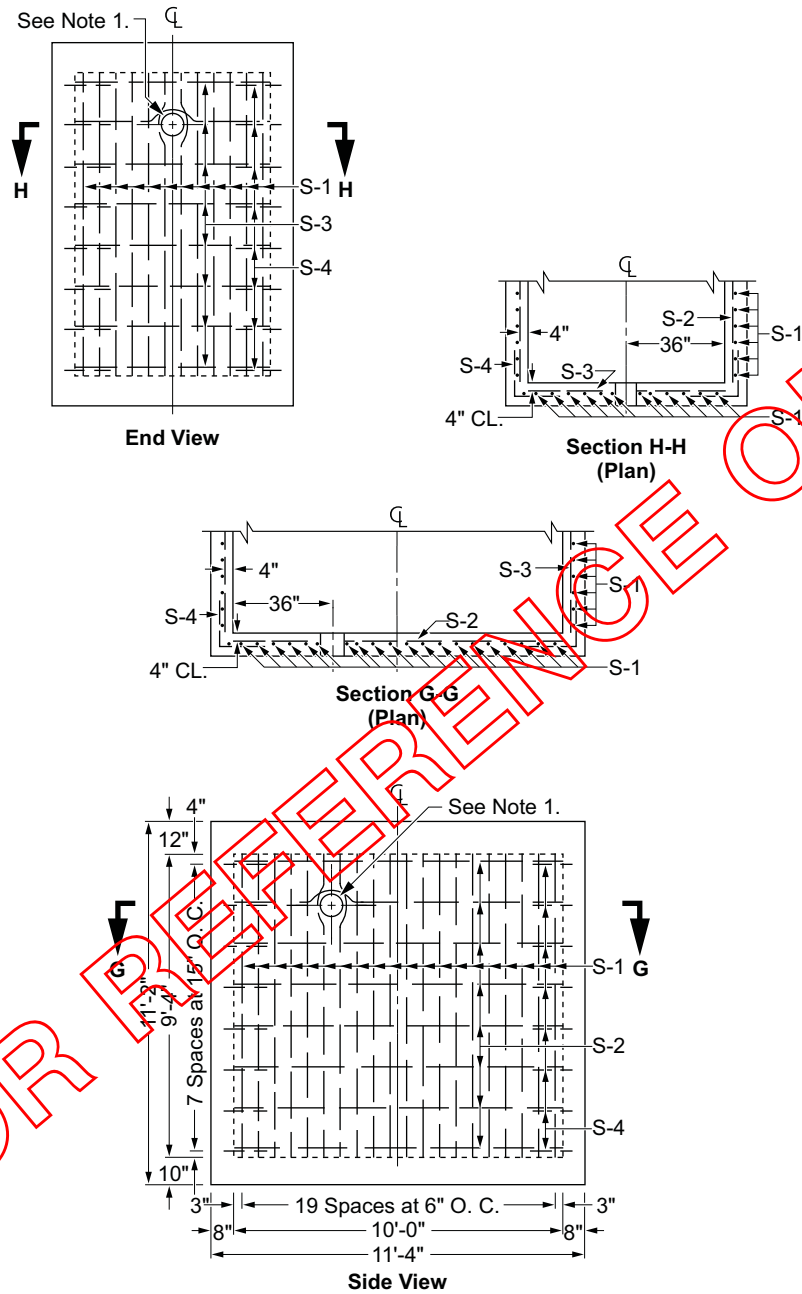 See Note 1.
C̲L
H
H
S-1
S-3
S-4
End View
C̲L
S-2
S-1
4"
36"
S-4
S-3
4" CL.
S-1
Section H-H
(Plan)
C̲L
4"
S-3
S-1
36"
S-4
S-2
4" CL.
S-1
Section G-G
(Plan)
C̲L
4"
See Note 1.
12"
G
G
S-1
11'-2"
9'-4"
7 Spaces at 15" O. C.
S-2
S-4
10"
3"
19 Spaces at 6" O. C.
3"
8"
10'-0"
8"
11'-4"
Side View
OR REFERENCE O